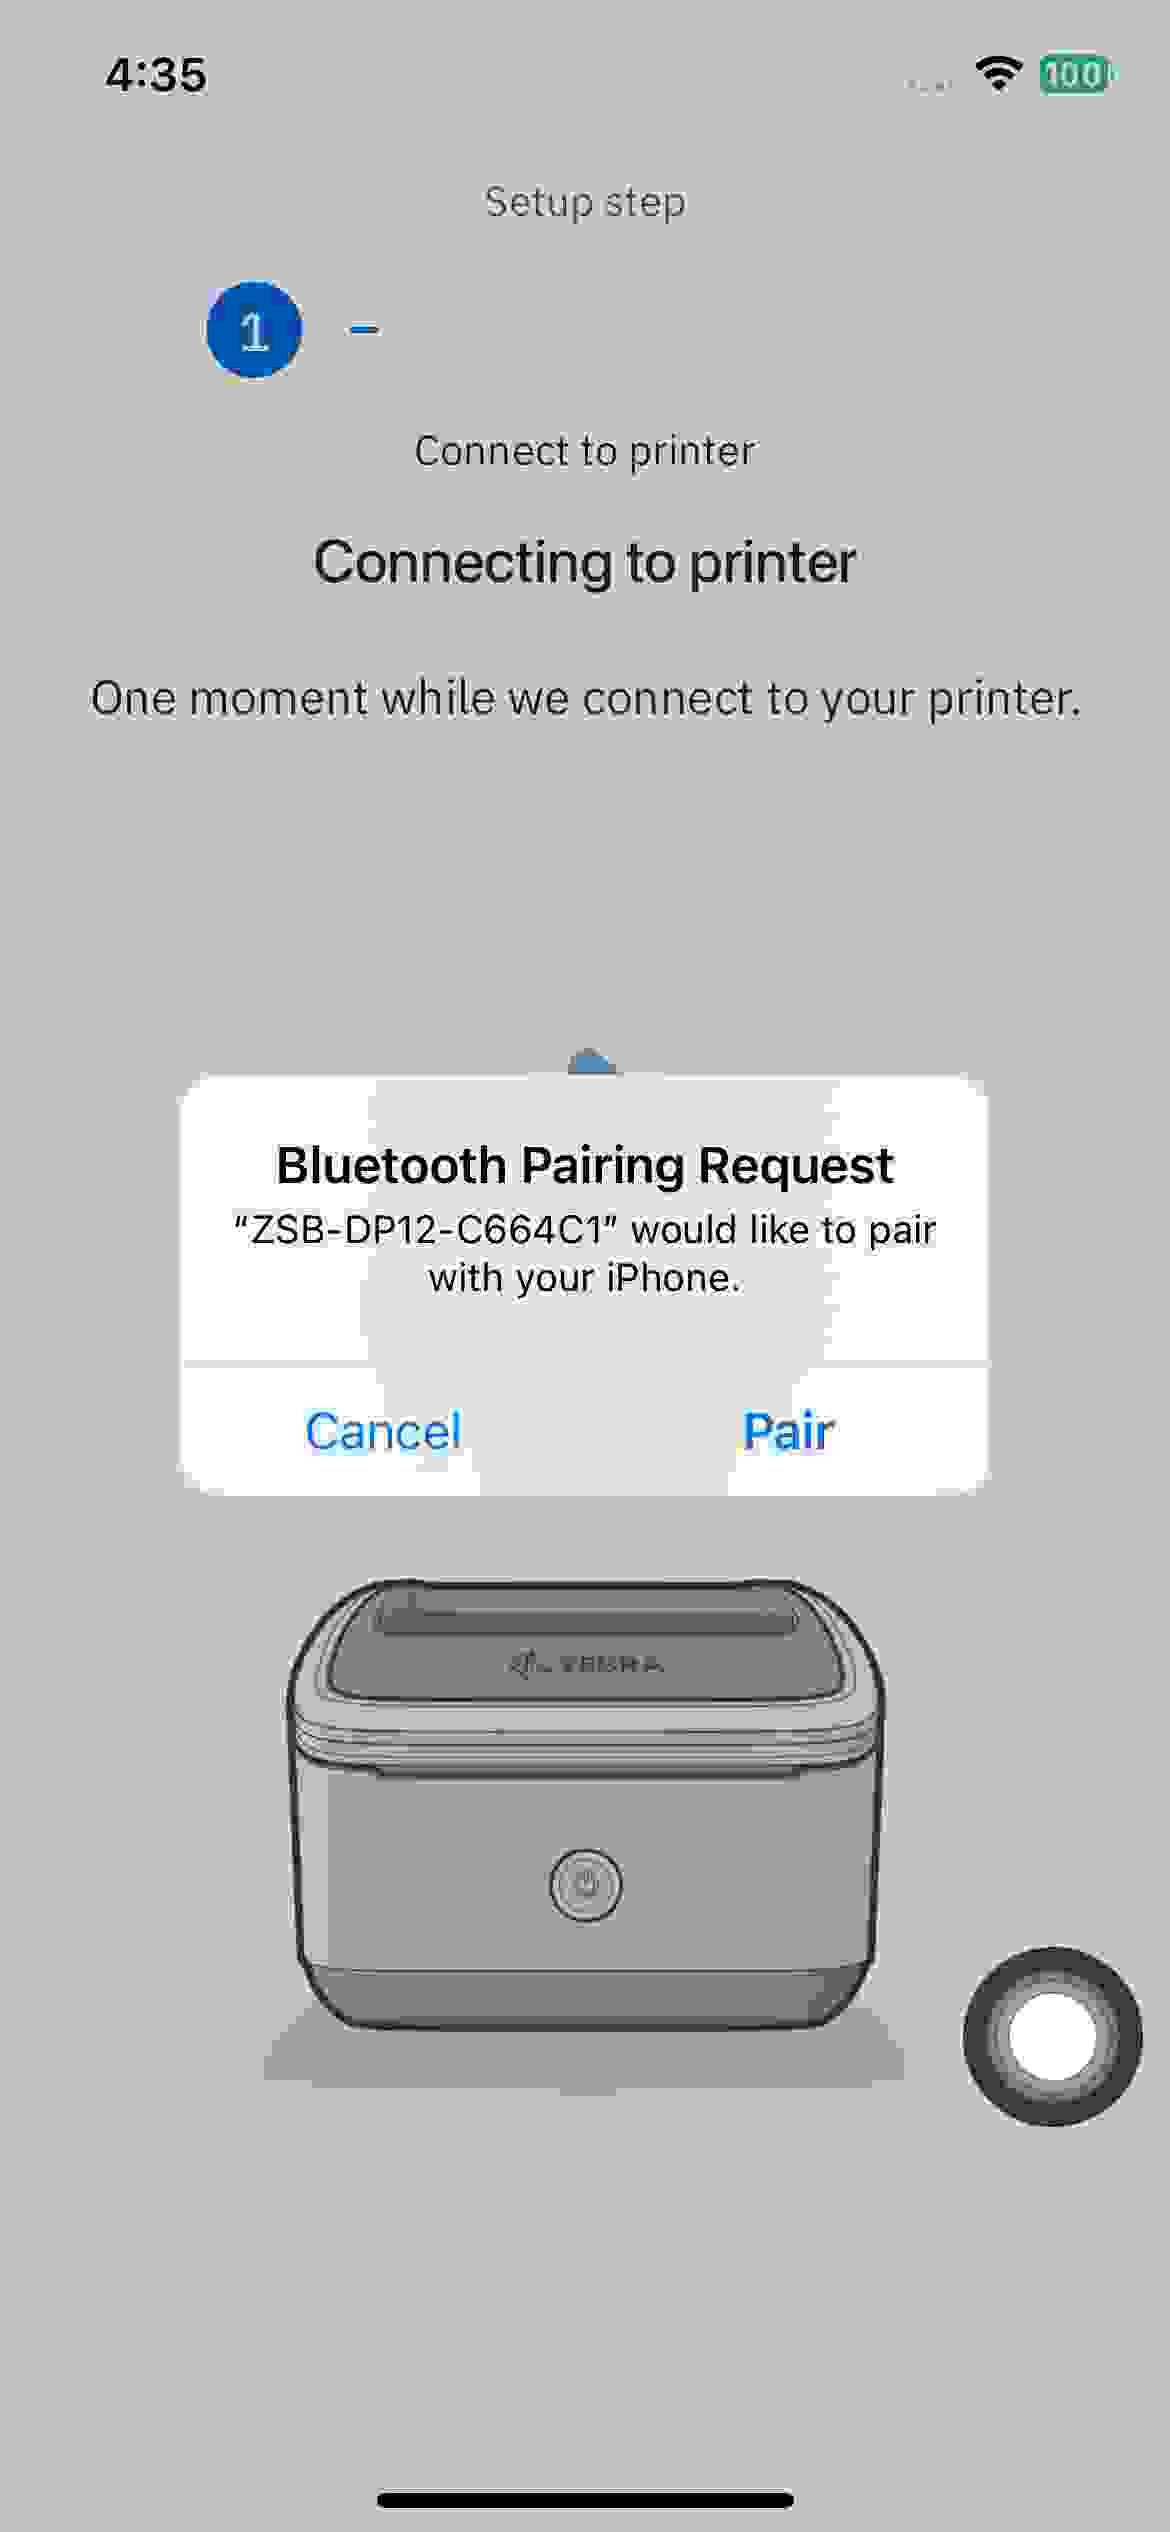 4:35
100
Setup step
1
Connect to printer
Connecting to printer
One moment while we connect to your printer.
Bluetooth Pairing Request
"ZSB-DP12-C664C1" would like to pair
with your iPhone.
Cancel
Pair
ZEBRA